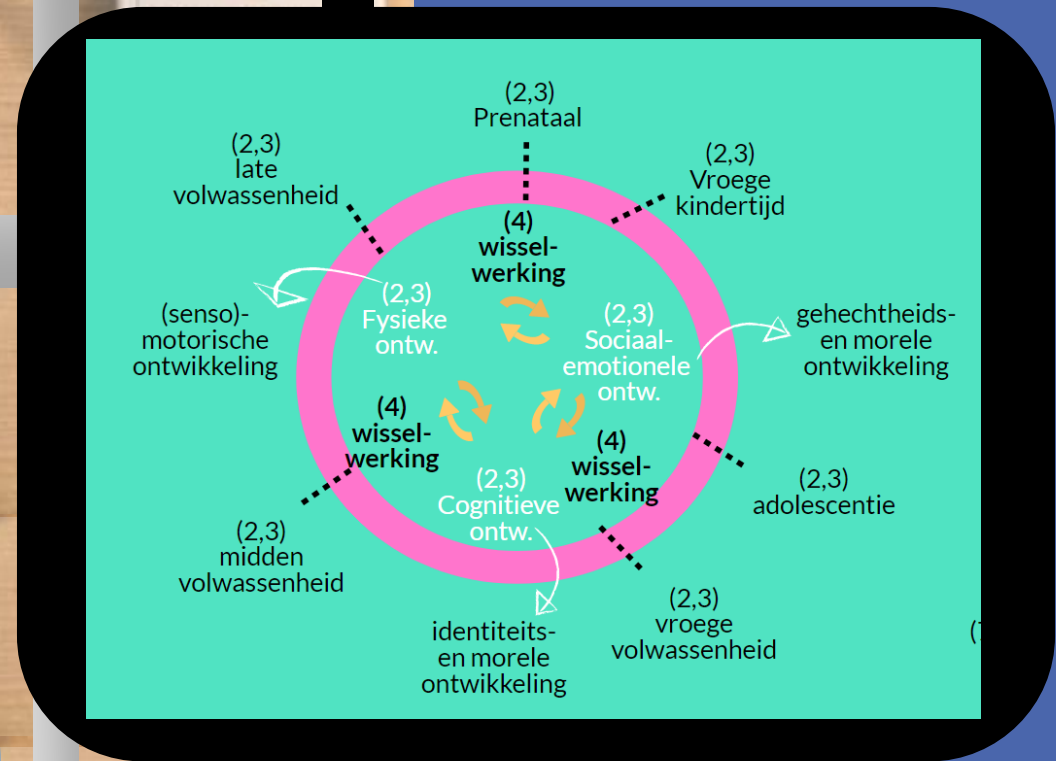 (2,3)
Prenataal
(2,3)
Vroege
kindertijd
(2,3)
late
volwassenheid
(4)
wissel-
werking
(2,3)
Fysieke
ontw.
(2,3)
Sociaal-
emotionele
ontw.
(senso)-
motorische
ontwikkeling
gehechtheids-
en morele
ontwikkeling
(4)
wissel-
werking
(4)
wissel-
werking
(2,3)
Cognitieve
ontw.
(2,3)
adolescentie
(2,3)
midden
volwassenheid
(2,3)
vroege
volwassenheid
identiteits-
en morele
ontwikkeling